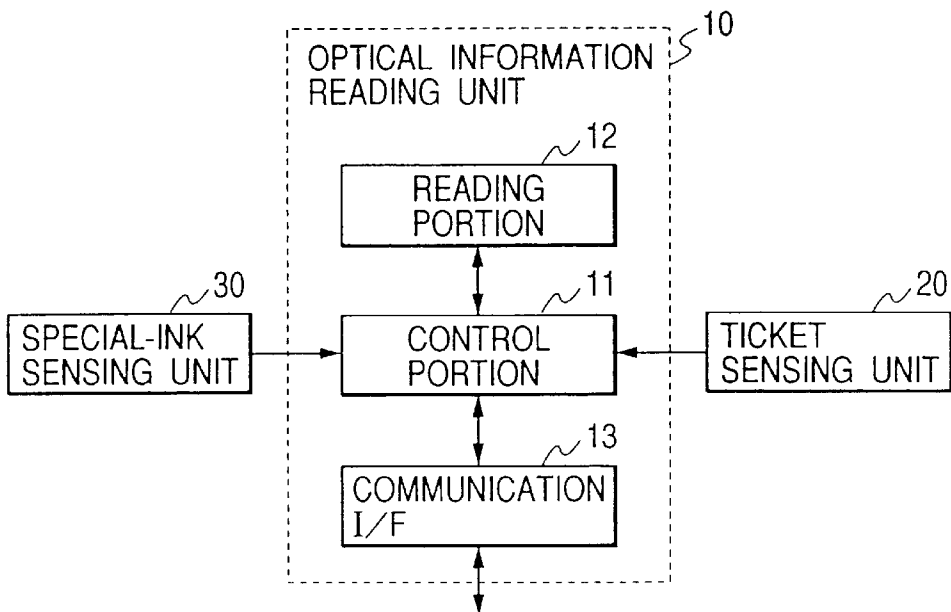 10
OPTICAL INFORMATION
READING UNIT
12
READING
PORTION
30
SPECIAL-INK
SENSING UNIT
11
CONTROL
PORTION
20
TICKET
SENSING UNIT
13
COMMUNICATION
I/F